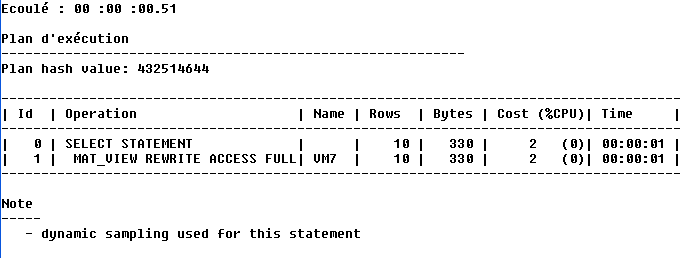 Ecoulé : 00 :00 :00.51
Plan d'exécution
----------------------------------------------------------
Plan hash value: 432514644
-------------------------------------------------------------------------------------
| Id  | Operation                    | Name | Rows  | Bytes | Cost (%CPU)| Time     |
-------------------------------------------------------------------------------------
|   0 | SELECT STATEMENT             |      |    10 |   330 |     2   (0)| 00:00:01 |
|   1 |  MAT_VIEW REWRITE ACCESS FULL| VM7  |    10 |   330 |     2   (0)| 00:00:01 |
-------------------------------------------------------------------------------------
Note
-----
   - dynamic sampling used for this statement